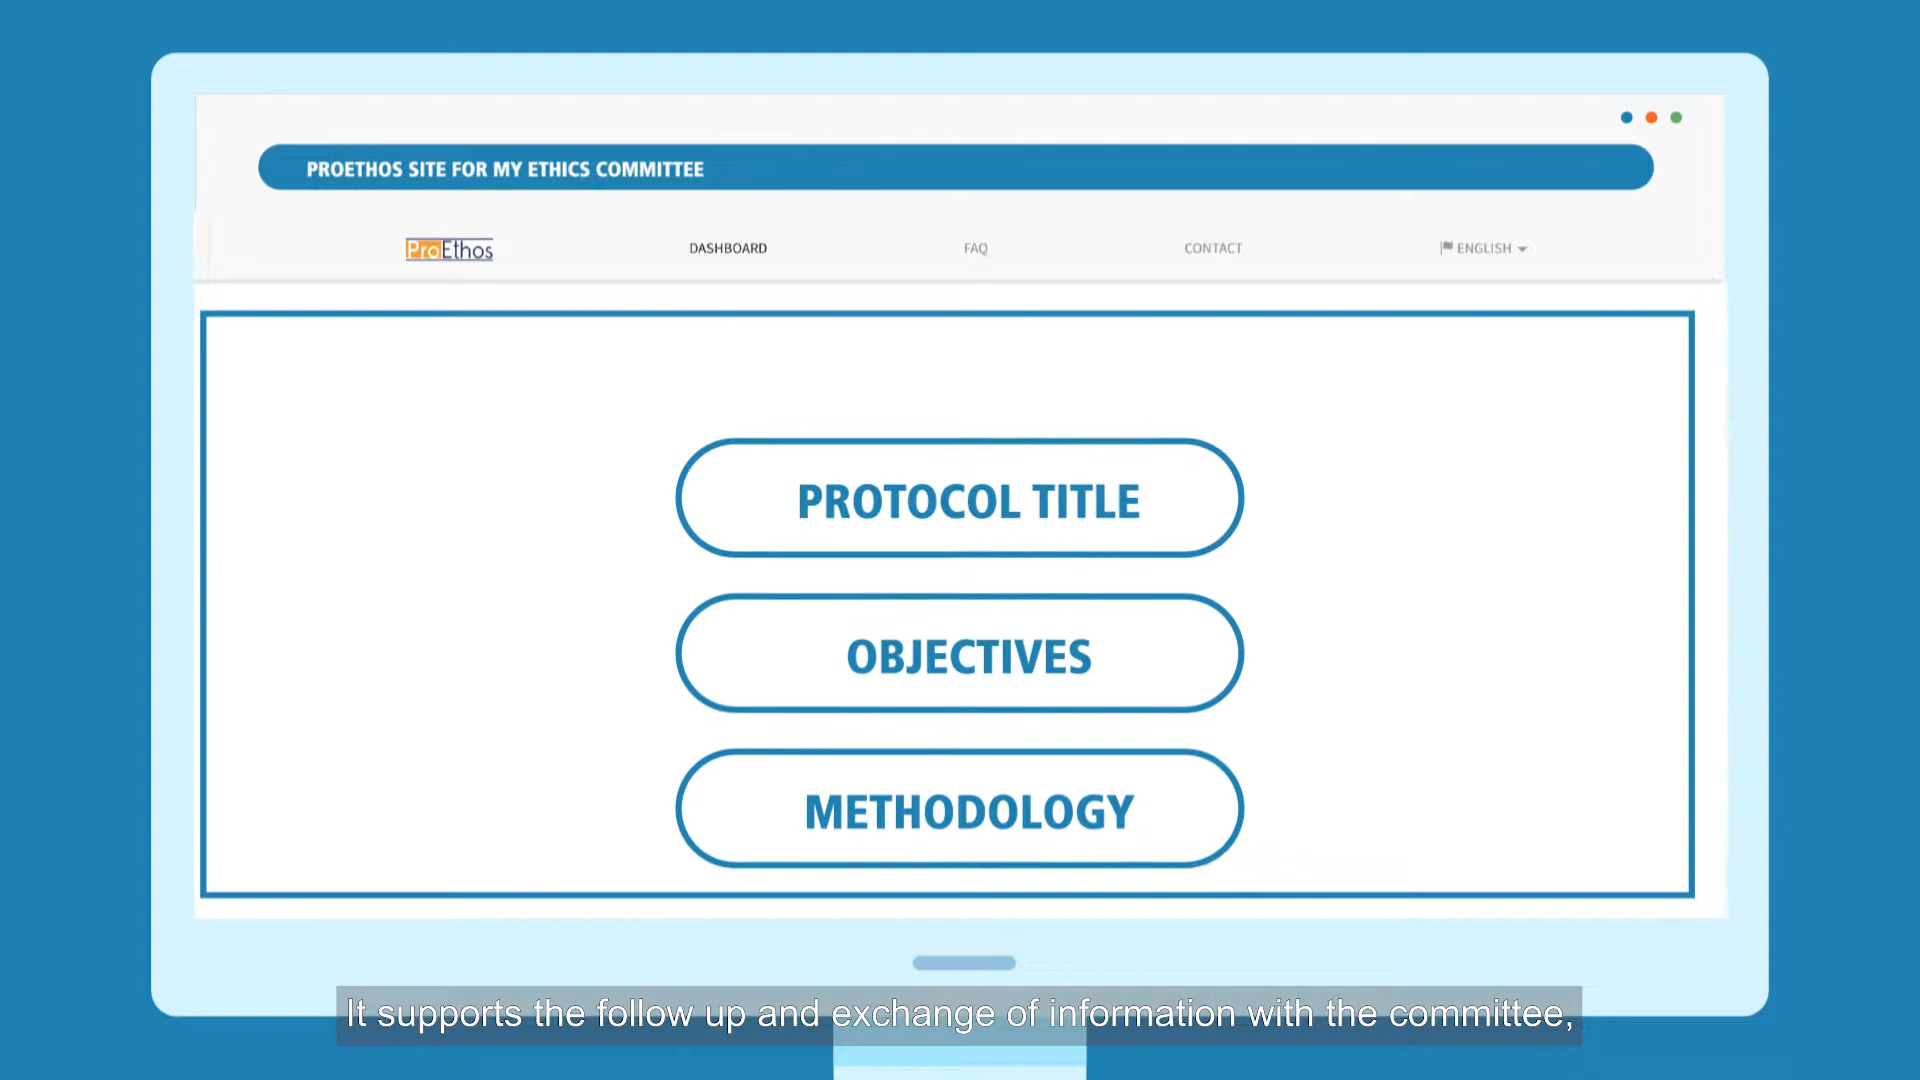 PROETHOS SITE FOR MY ETHICS COMMITTEE
ProEthos DASHBOARD FAQ CONTACT ENGLISH
PROTOCOL TITLE
OBJECTIVES
METHODOLOGY
It supports the follow up and exchange of information with the committee,